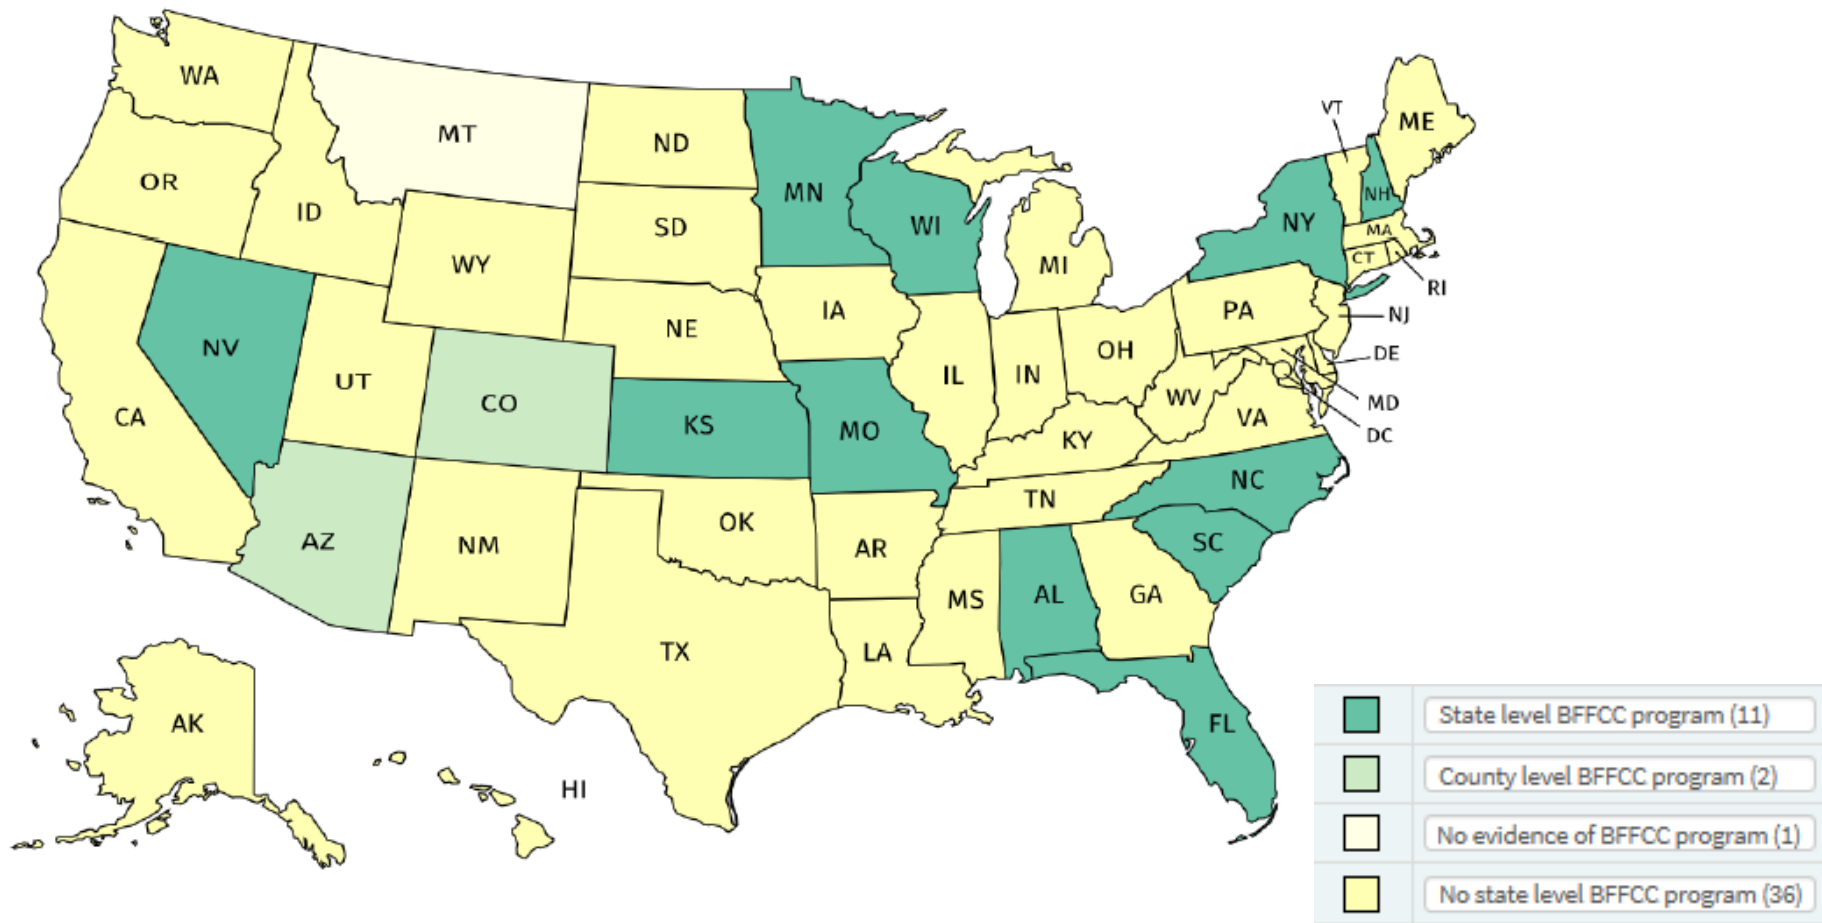 WA
MT
ND
MN
VT
ME
OR
ID
SD
WI
NH
NY
MA
WY
MI
CT
RI
IA
PA
NJ
NE
NV
OH
DE
UT
IL
IN
CO
WV
MD
CA
KS
MO
VA
DC
KY
NC
TN
OK
AZ
NM
AR
SC
MS
AL
GA
TX
LA
AK
FL
HI
State level BFFCC program (11)
County level BFFCC program (2)
No evidence of BFFCC program (1)
No state level BFFCC program (36)